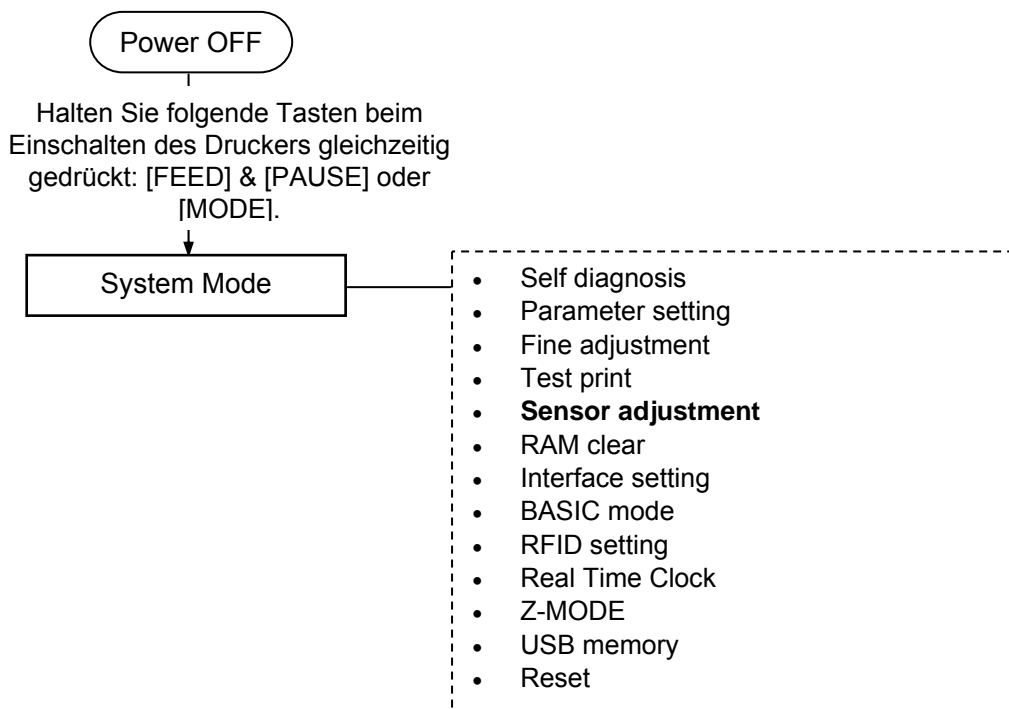 Power OFF
Halten Sie folgende Tasten beim
Einschalten des Druckers gleichzeitig
gedrückt: [FEED] & [PAUSE] oder
[MODE].
System Mode
• Self diagnosis
• Parameter setting
• Fine adjustment
• Test print
• Sensor adjustment
• RAM clear
• Interface setting
• BASIC mode
• RFID setting
• Real Time Clock
• Z-MODE
• USB memory
• Reset